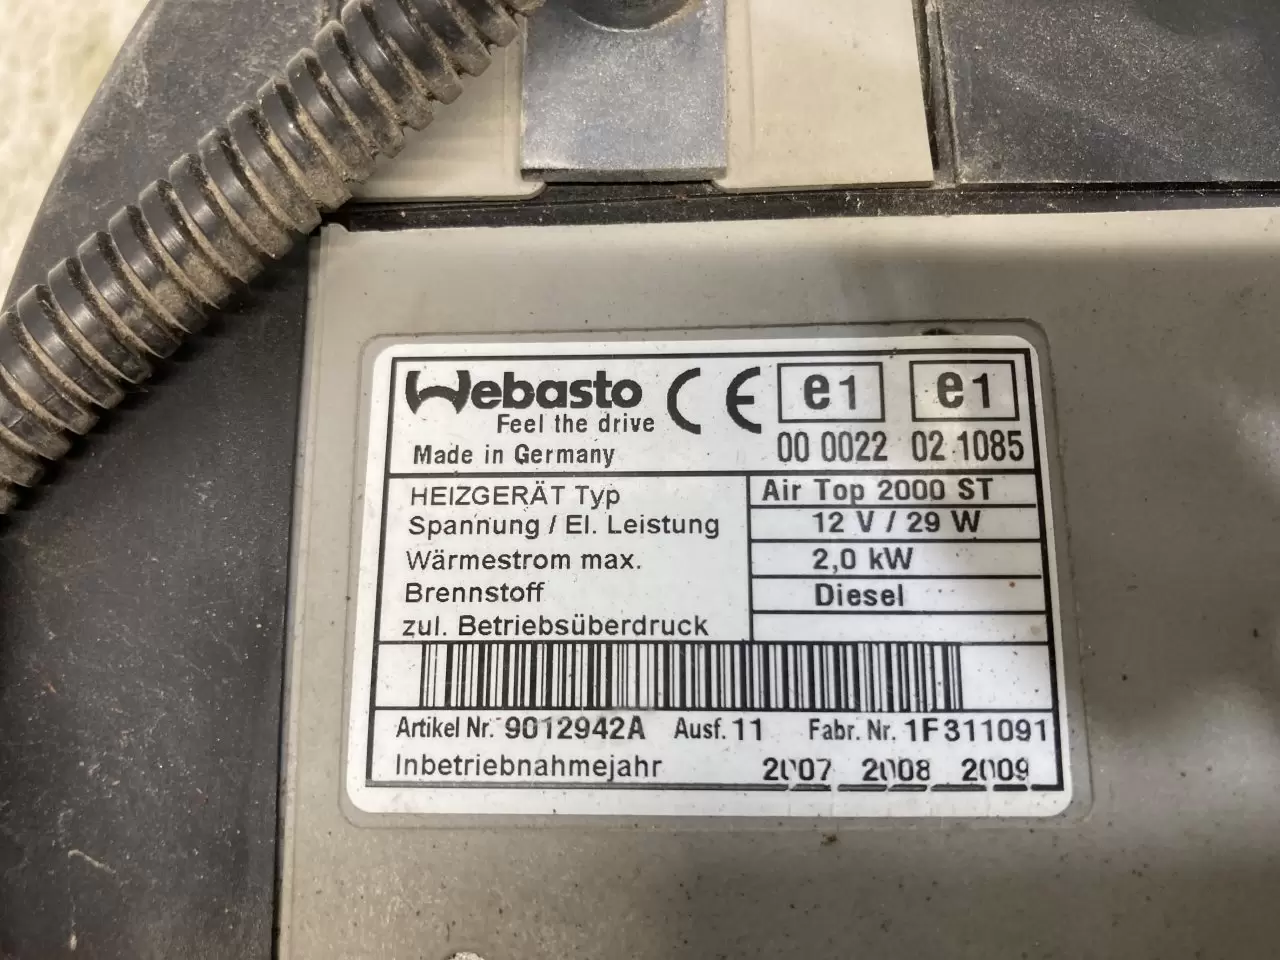 Webasto
Feel the drive
Made in Germany
CE
e1 e1
00 0022 02 1085
HEIZGERÄT Typ Air Top 2000 ST
Spannung / El. Leistung 12 V / 29 W
Wärmestrom max. 2,0 kW
Brennstoff Diesel
zul. Betriebsüberdruck
Artikel Nr. 9012942A Ausf. 11 Fabr. Nr. 1F311091
Inbetriebnahmejahr 2007 2008 2009